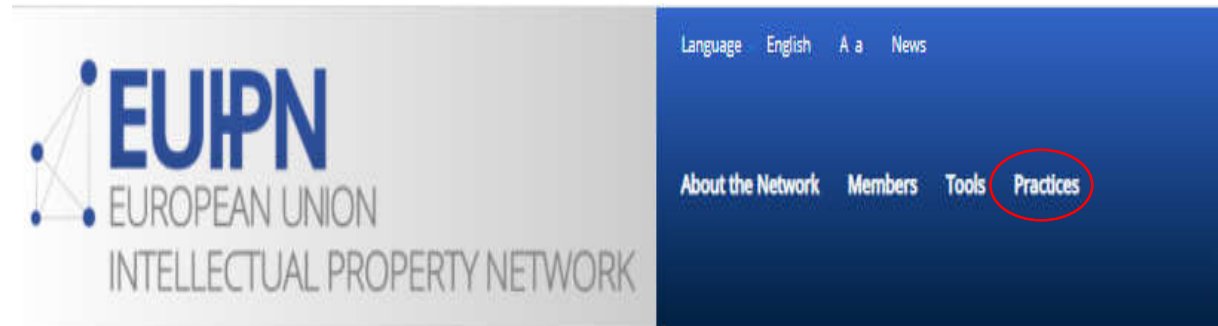 EUIPN
EUROPEAN UNION
INTELLECTUAL PROPERTY NETWORK
Language English A a News
About the Network Members Tools Practices